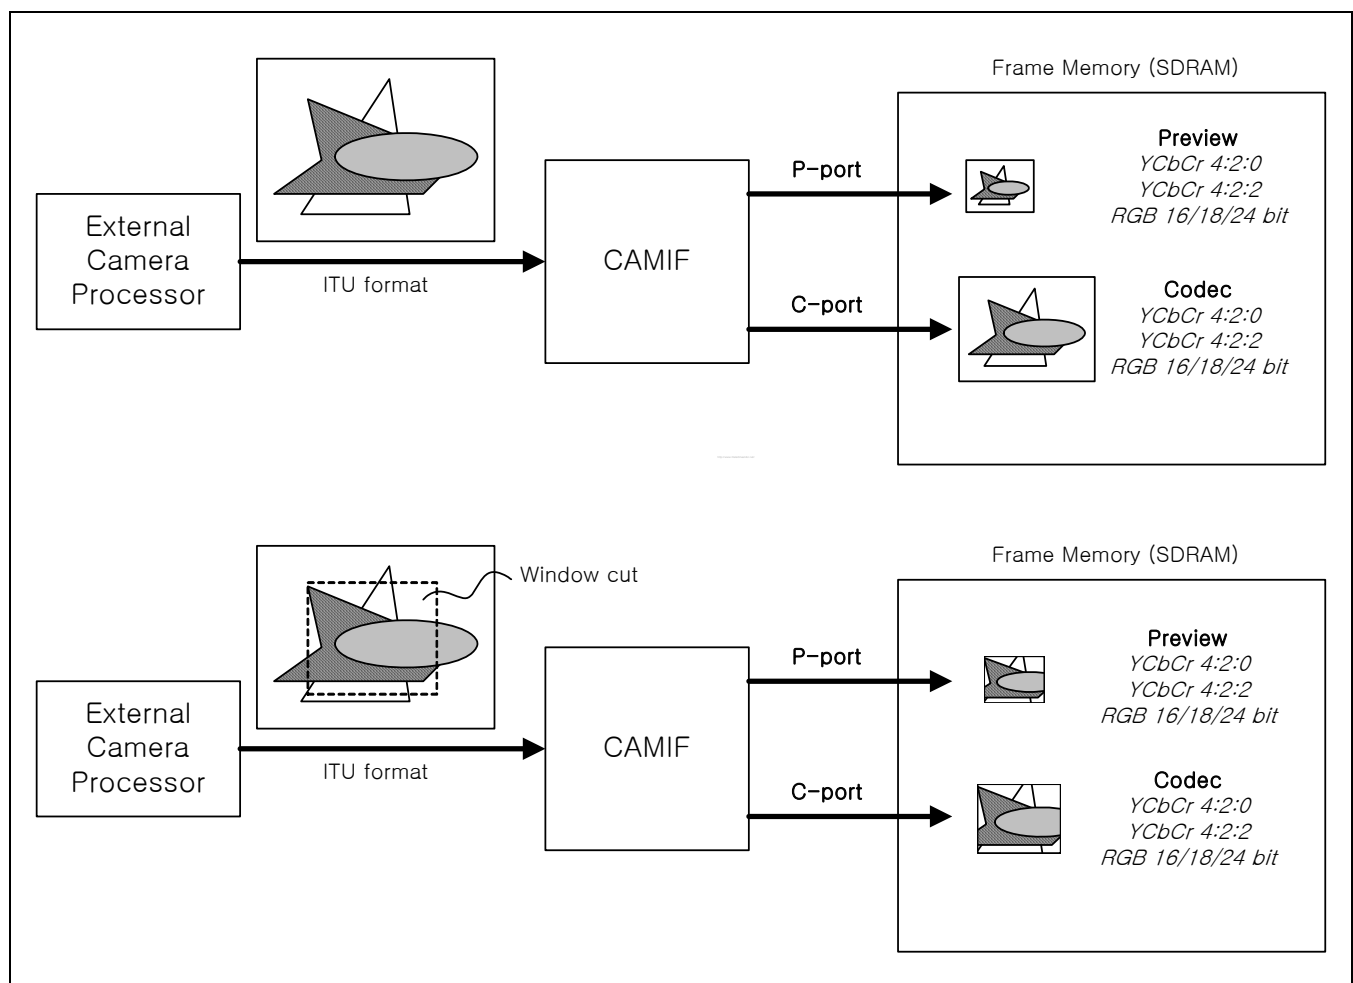 Frame Memory (SDRAM)
Preview
YCbCr 4:2:0
YCbCr 4:2:2
RGB 16/18/24 bit
P-port
External
Camera
Processor
CAMIF
ITU format
C-port
Codec
YCbCr 4:2:0
YCbCr 4:2:2
RGB 16/18/24 bit
Frame Memory (SDRAM)
Window cut
Preview
YCbCr 4:2:0
YCbCr 4:2:2
RGB 16/18/24 bit
P-port
External
Camera
Processor
CAMIF
ITU format
C-port
Codec
YCbCr 4:2:0
YCbCr 4:2:2
RGB 16/18/24 bit